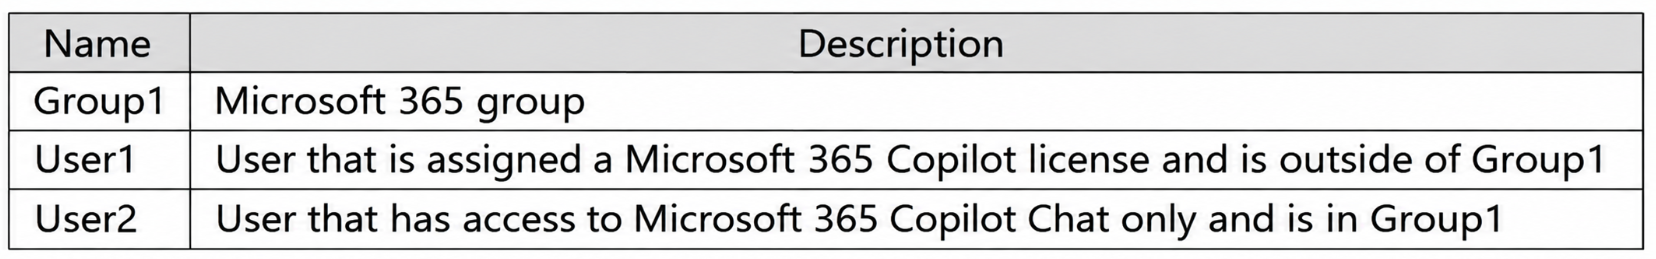 Name Description
Group1 Microsoft 365 group
User1 User that is assigned a Microsoft 365 Copilot license and is outside of Group1
User2 User that has access to Microsoft 365 Copilot Chat only and is in Group1